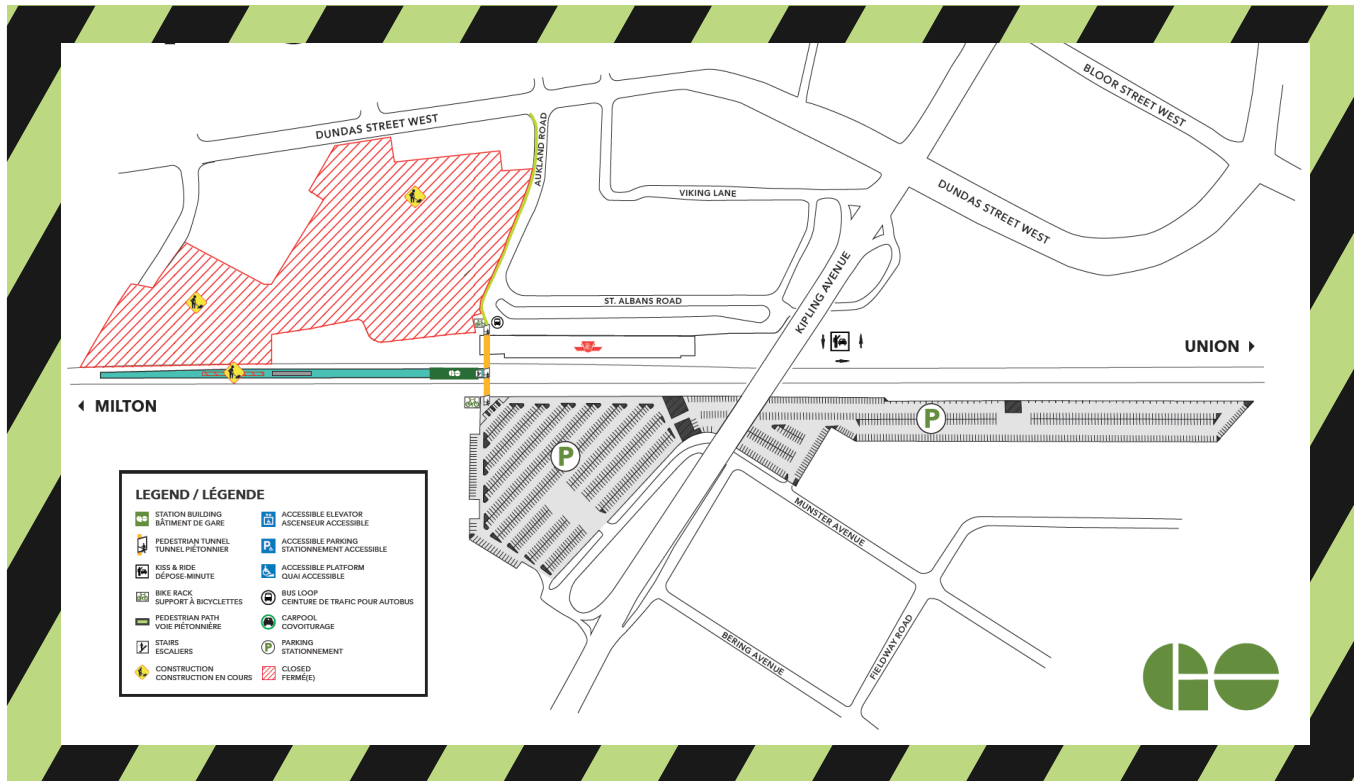 BLOOR STREET WEST
DUNDAS STREET WEST
AUKLAND ROAD
VIKING LANE
DUNDAS STREET WEST
KIPLING AVENUE
ST. ALBANS ROAD
UNION
GO
MILTON
P
P
MUNSTER AVENUE
BERING AVENUE
FIELDWAY ROAD
LEGEND / LÉGENDE
GO
STATION BUILDING
BÂTIMENT DE GARE
PEDESTRIAN TUNNEL
TUNNEL PIÉTONNIER
KISS & RIDE
DÉPOSE-MINUTE
BIKE RACK
SUPPORT À BICYCLETTES
PEDESTRIAN PATH
VOIE PIÉTONNIÈRE
STAIRS
ESCALIERS
CONSTRUCTION
CONSTRUCTION EN COURS
ACCESSIBLE ELEVATOR
ASCENSEUR ACCESSIBLE
P
ACCESSIBLE PARKING
STATIONNEMENT ACCESSIBLE
ACCESSIBLE PLATFORM
QUAI ACCESSIBLE
BUS LOOP
CEINTURE DE TRAFIC POUR AUTOBUS
CARPOOL
COVOITURAGE
P
PARKING
STATIONNEMENT
CLOSED
FERMÉ(E)
GO